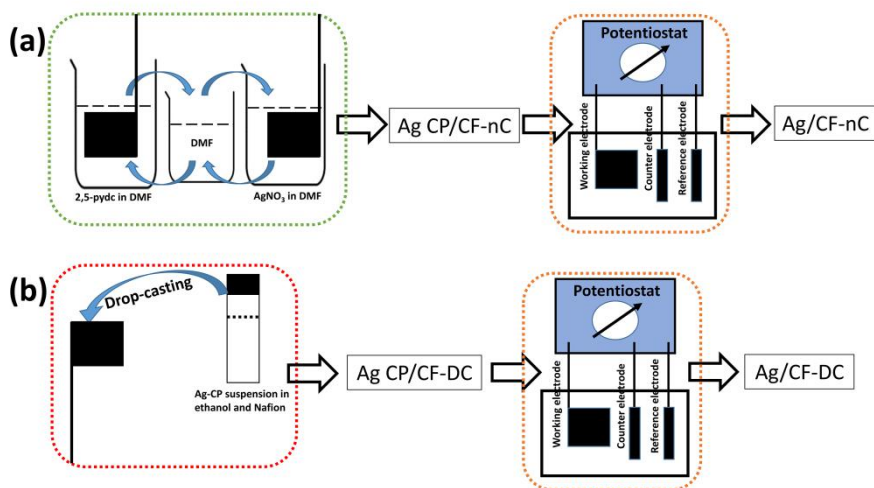 (a)
DMF
2,5-pydc in DMF
AgNO₃ in DMF
Ag CP/CF-nC
Potentiostat
Working electrode
Counter electrode
Reference electrode
Ag/CF-nC
(b)
Drop-casting
Ag-CP suspension in
ethanol and Nafion
Ag CP/CF-DC
Potentiostat
Working electrode
Counter electrode
Reference electrode
Ag/CF-DC